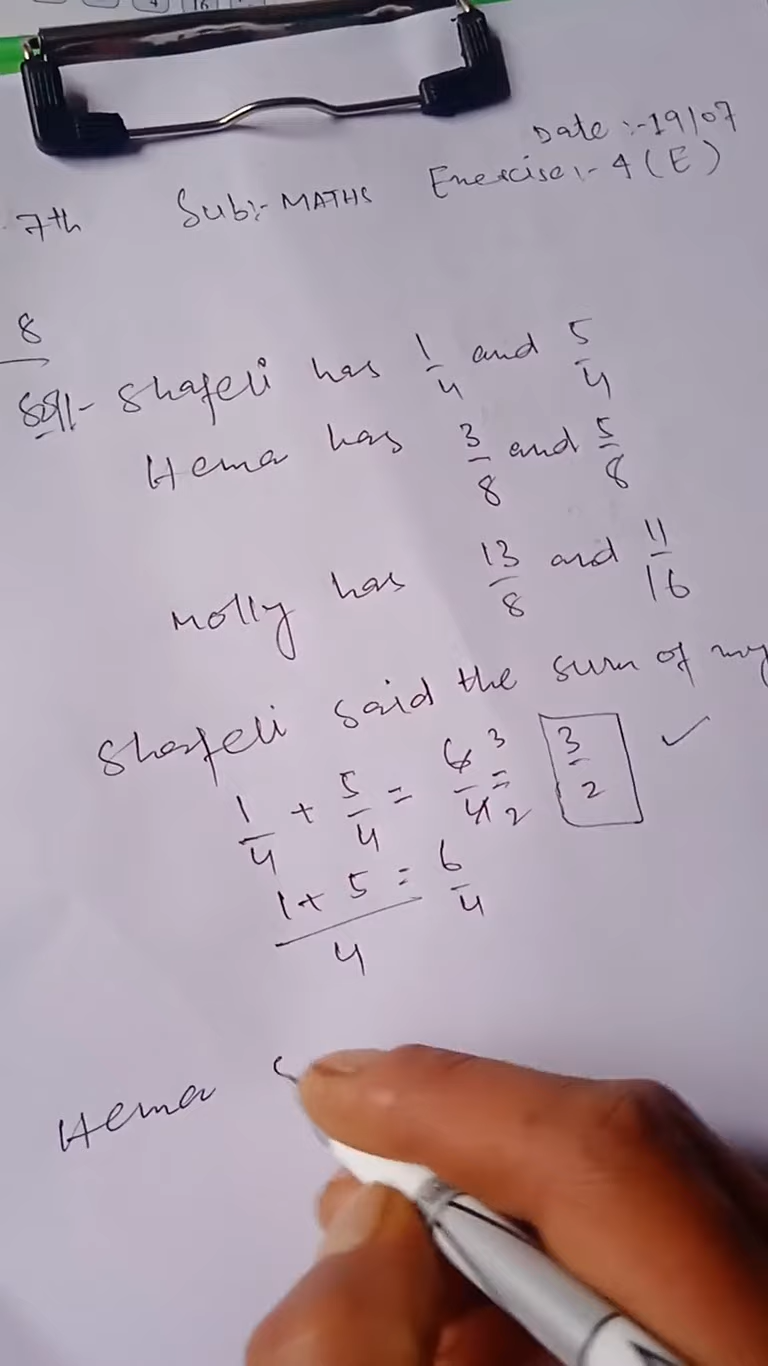 Date :- 19/07
7th Sub:- MATHS Exercise:- 4 (E)
8
Sol- Shafeli has 1/4 and 5/4
Hema has 3/8 and 5/8
Molly has 13/8 and 11/16
Shafeli said the sum of my
1/4 + 5/4 = 6/4 = 3/2 3/2 ✓
1+5/4 = 6/4
Hema